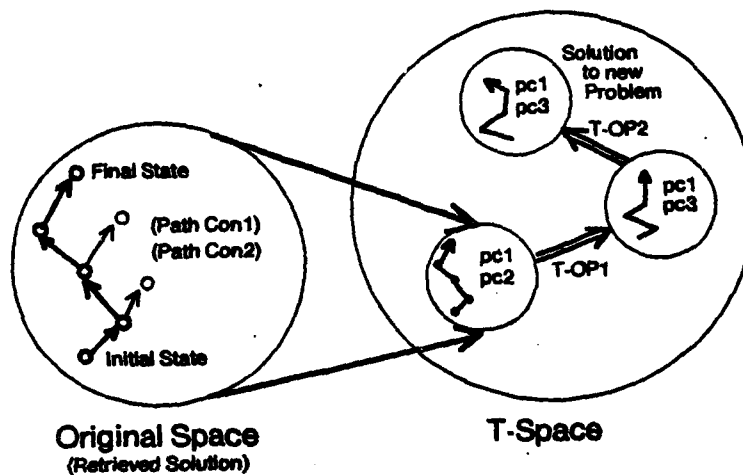 Final State
(Path Con1)
(Path Con2)
Initial State
Original Space
(Retrieved Solution)
Solution
to new
Problem
pc1
pc3
T-OP2
pc1
pc3
pc1
pc2
T-OP1
T-Space